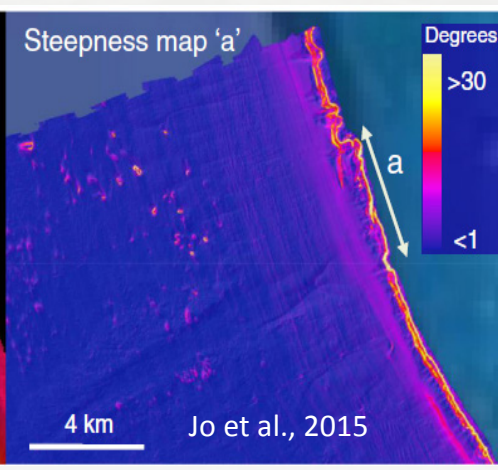 Steepness map 'a'
Degrees
>30
a
<1
4 km
Jo et al., 2015